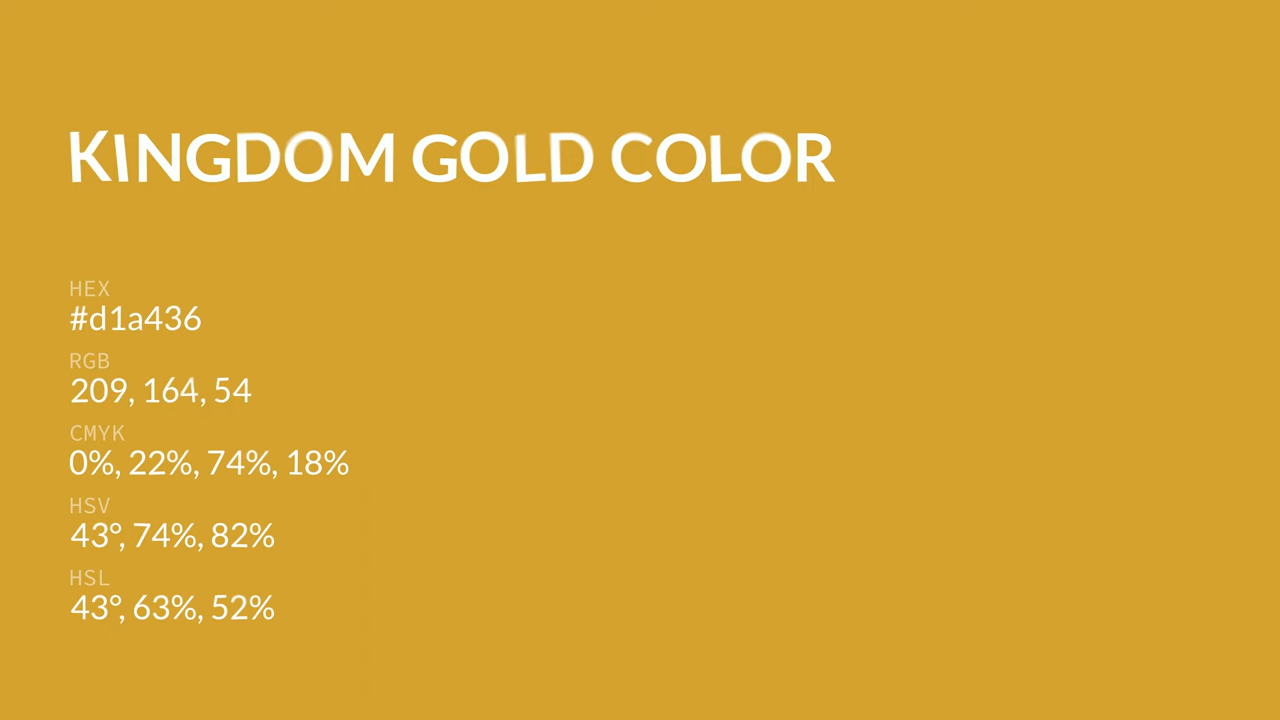 KINGDOM GOLD COLOR
HEX
#d1a436
RGB
209, 164, 54
CMYK
0%, 22%, 74%, 18%
HSV
43°, 74%, 82%
HSL
43°, 63%, 52%